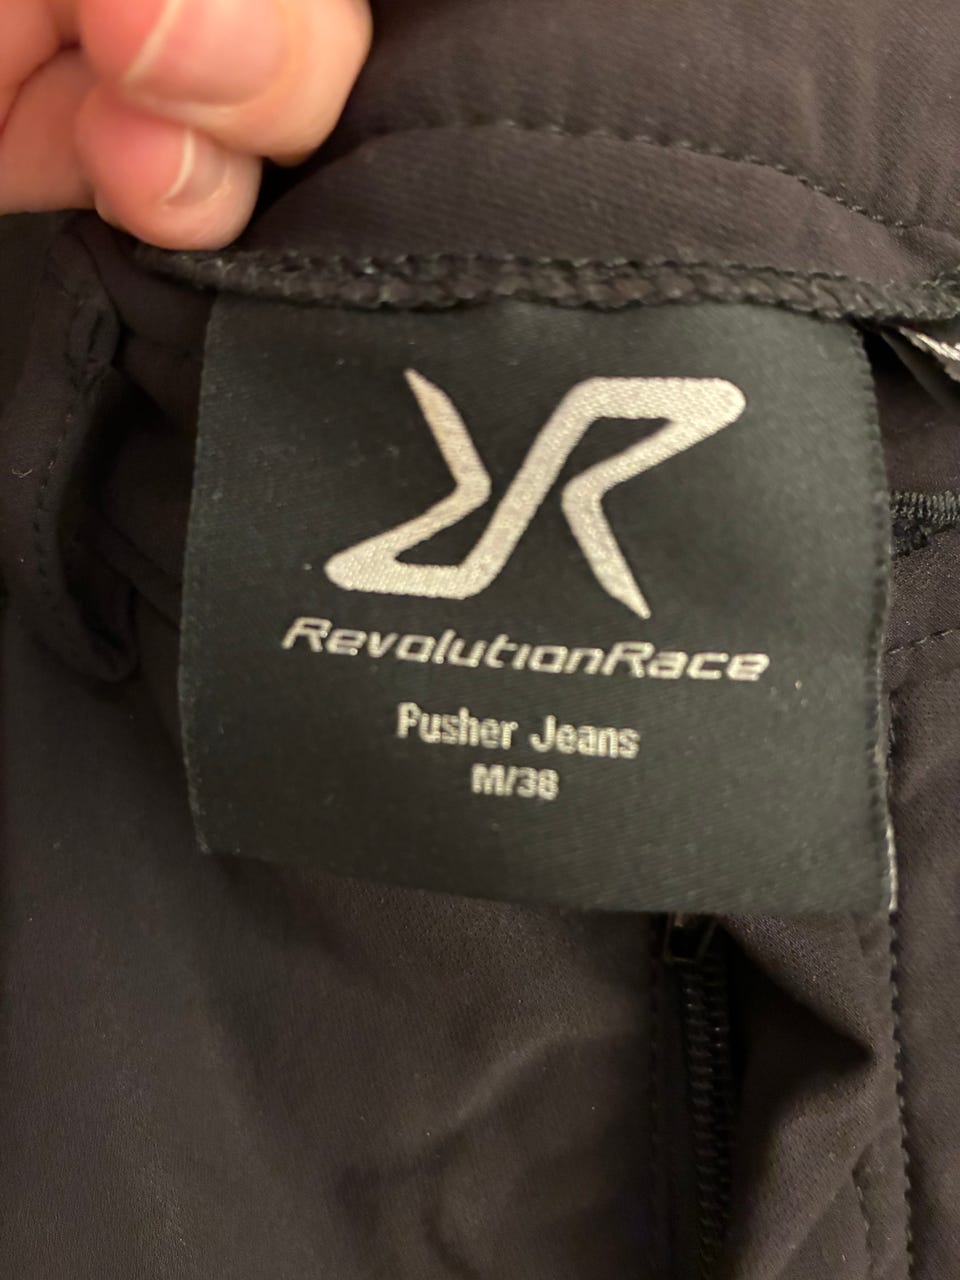 RevolutionRace
Pusher Jeans
M/38